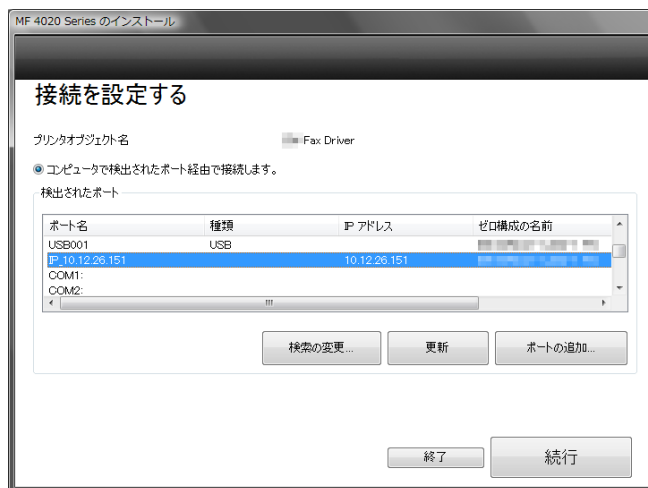 MF 4020 Series のインストール
接続を設定する
プリンタオブジェクト名 Fax Driver
コンピュータで検出されたポート経由で接続します。
検出されたポート
ポート名 種類 IP アドレス ゼロ構成の名前
USB001 USB
IP_10.12.26.151 10.12.26.151
COM1:
COM2:
検索の変更... 更新 ポートの追加...
終了 続行